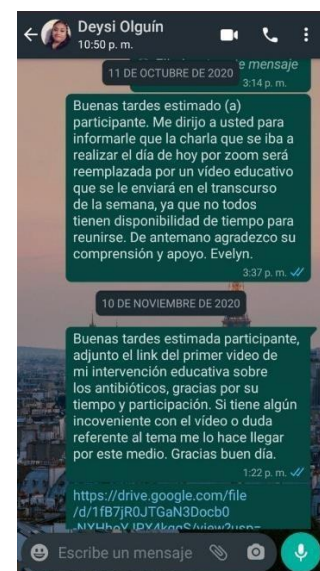 Deysi Olguín
10:50 p. m.
e mensaje
3:14 p. m.
11 DE OCTUBRE DE 2020
Buenas tardes estimado (a)
participante. Me dirijo a usted para
informarle que la charla que se iba a
realizar el día de hoy por zoom será
reemplazada por un vídeo educativo
que se le enviará en el transcurso
de la semana, ya que no todos
tienen disponibilidad de tiempo para
reunirse. De antemano agradezco su
comprensión y apoyo. Evelyn.
3:37 p. m.
10 DE NOVIEMBRE DE 2020
Buenas tardes estimada participante,
adjunto el link del primer video de
mi intervención educativa sobre
los antibióticos, gracias por su
tiempo y participación. Si tiene algún
incoveniente con el vídeo o duda
referente al tema me lo hace llegar
por este medio. Gracias buen día.
1:22 p. m.
https://drive.google.com/file
/d/1fB7jR0JTGaN3Docb0
Escribe un mensaje